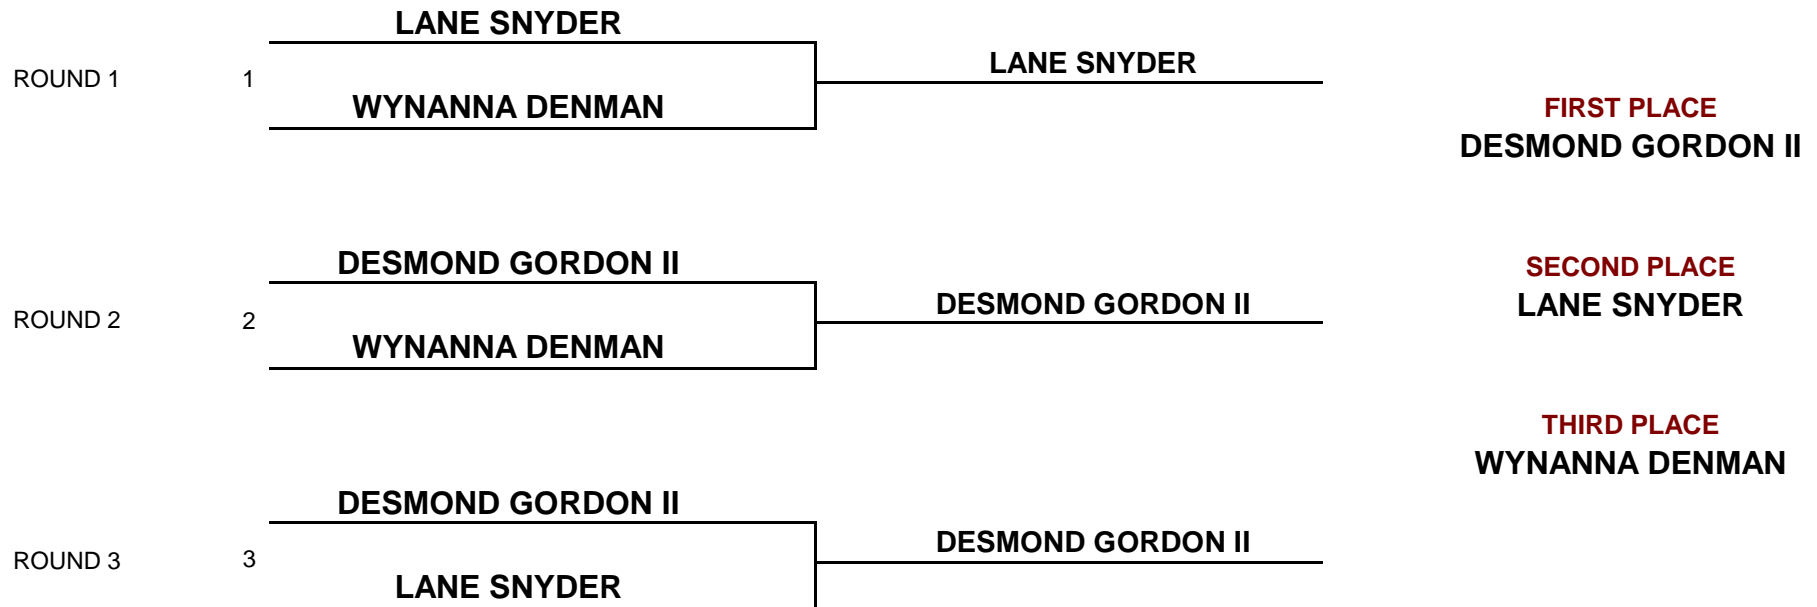 LANE SNYDER
ROUND 1 1 LANE SNYDER
WYNANNA DENMAN
FIRST PLACE
DESMOND GORDON II
DESMOND GORDON II
SECOND PLACE
ROUND 2 2 DESMOND GORDON II
LANE SNYDER
WYNANNA DENMAN
THIRD PLACE
WYNANNA DENMAN
DESMOND GORDON II
ROUND 3 3 DESMOND GORDON II
LANE SNYDER